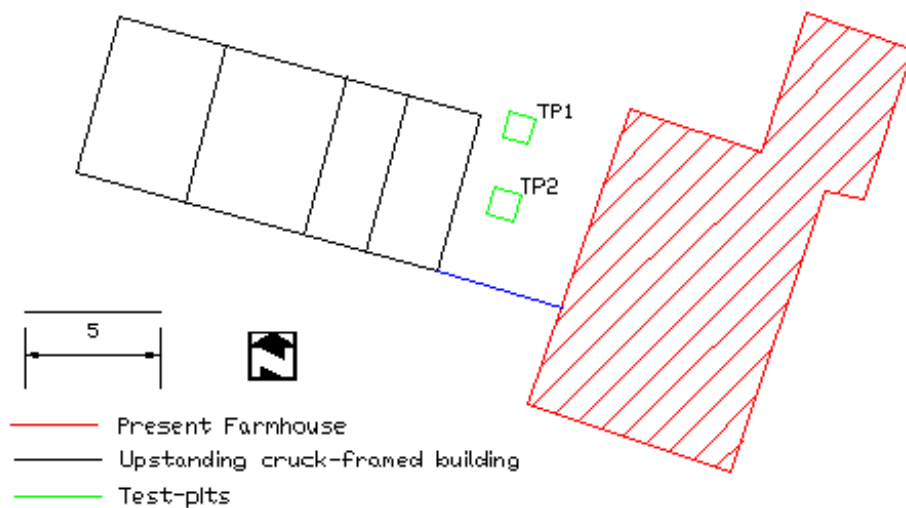 TP1
TP2
5
Present Farmhouse
Upstanding cruck-framed building
Test-pits